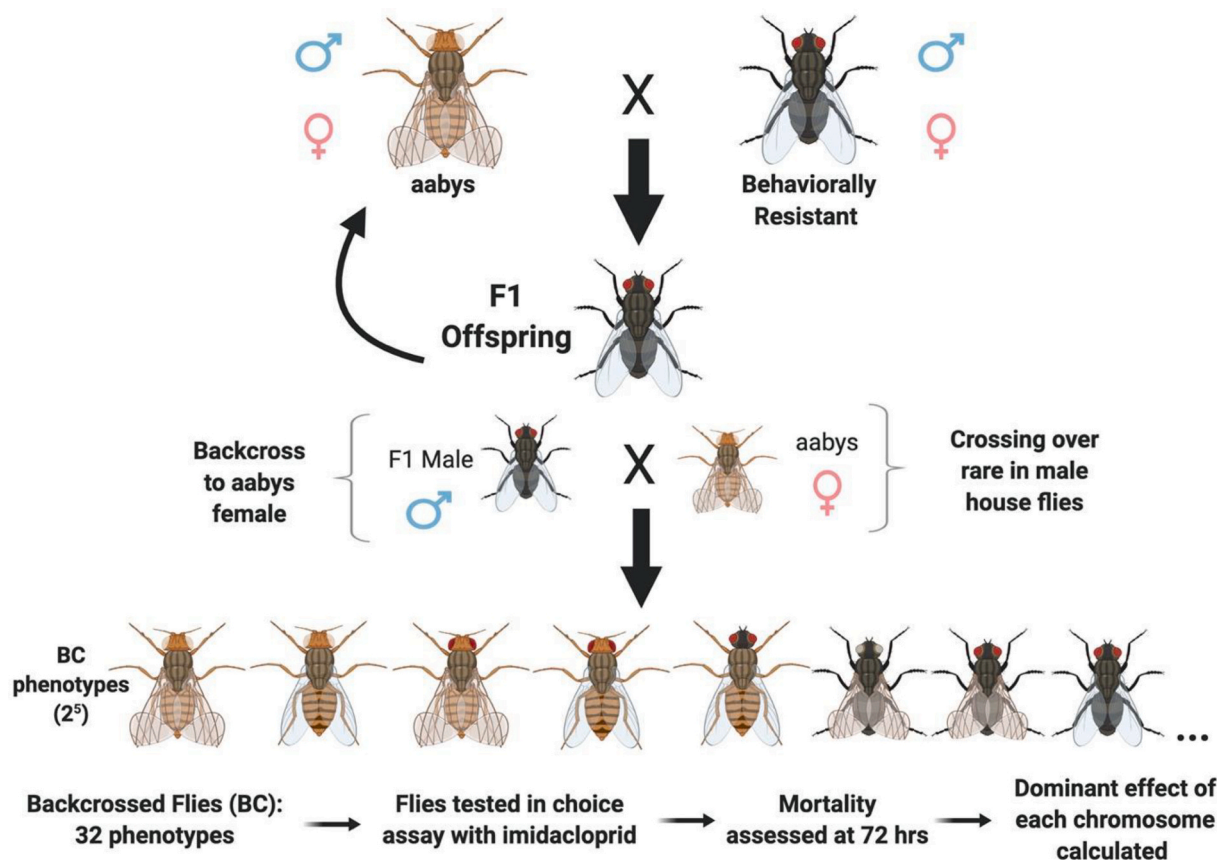 aabys
X
Behaviorally
Resistant
F1
Offspring
Backcross
to aabys
female
F1 Male
X
aabys
Crossing over
rare in male
house flies
BC
phenotypes
(2⁵)
...
Backcrossed Flies (BC):
32 phenotypes
Flies tested in choice
assay with imidacloprid
Mortality
assessed at 72 hrs
Dominant effect of
each chromosome
calculated